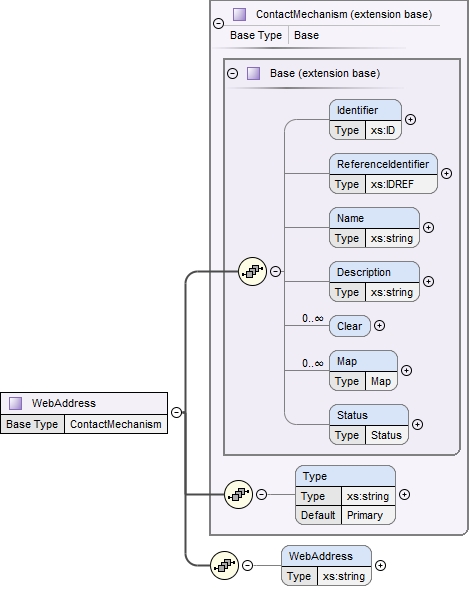 ContactMechanism (extension base)
Base Type Base
Base (extension base)
Identifier
Type xs:ID
ReferenceIdentifier
Type xs:IDREF
Name
Type xs:string
Description
Type xs:string
0..∞
Clear
0..∞
Map
Type Map
Status
Type Status
WebAddress
Base Type ContactMechanism
Type
Type xs:string
Default Primary
WebAddress
Type xs:string